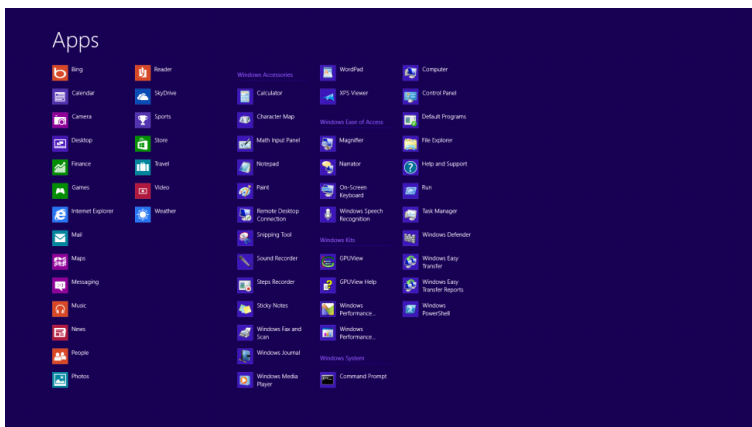 Apps
Bing
Calendar
Camera
Desktop
Finance
Games
Internet Explorer
Mail
Maps
Messaging
Music
News
People
Photos
Reader
SkyDrive
Sports
Store
Travel
Video
Weather
Windows Accessories
Calculator
Character Map
Math Input Panel
Notepad
Paint
Remote Desktop
Connection
Snipping Tool
Sound Recorder
Steps Recorder
Sticky Notes
Windows Fax and
Scan
Windows Journal
Windows Media
Player
WordPad
XPS Viewer
Windows Ease of Access
Magnifier
Narrator
On-Screen
Keyboard
Windows Speech
Recognition
Windows Kits
GPUView
GPUView Help
Windows
Performance...
Windows
Performance...
Windows System
Command Prompt
Computer
Control Panel
Default Programs
File Explorer
Help and Support
Run
Task Manager
Windows Defender
Windows Easy
Transfer
Windows Easy
Transfer Reports
Windows
PowerShell